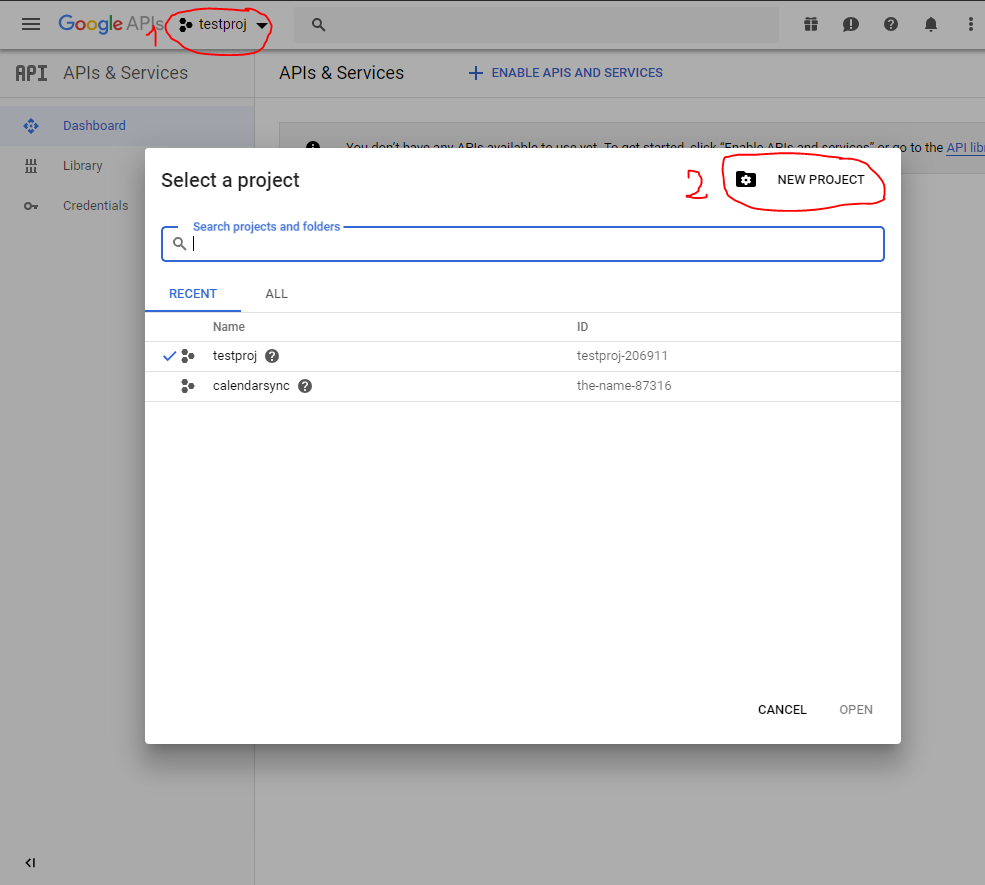 Google APIs
1
testproj
API APIs & Services
APIs & Services
ENABLE APIS AND SERVICES
Dashboard
You don't have any APIs available to use yet. To get started, click "Enable APIs and services" or go to the API lib
Library
Credentials
Select a project
2
NEW PROJECT
Search projects and folders
RECENT
ALL
Name
ID
testproj
testproj-206911
calendarsync
the-name-87316
CANCEL
OPEN